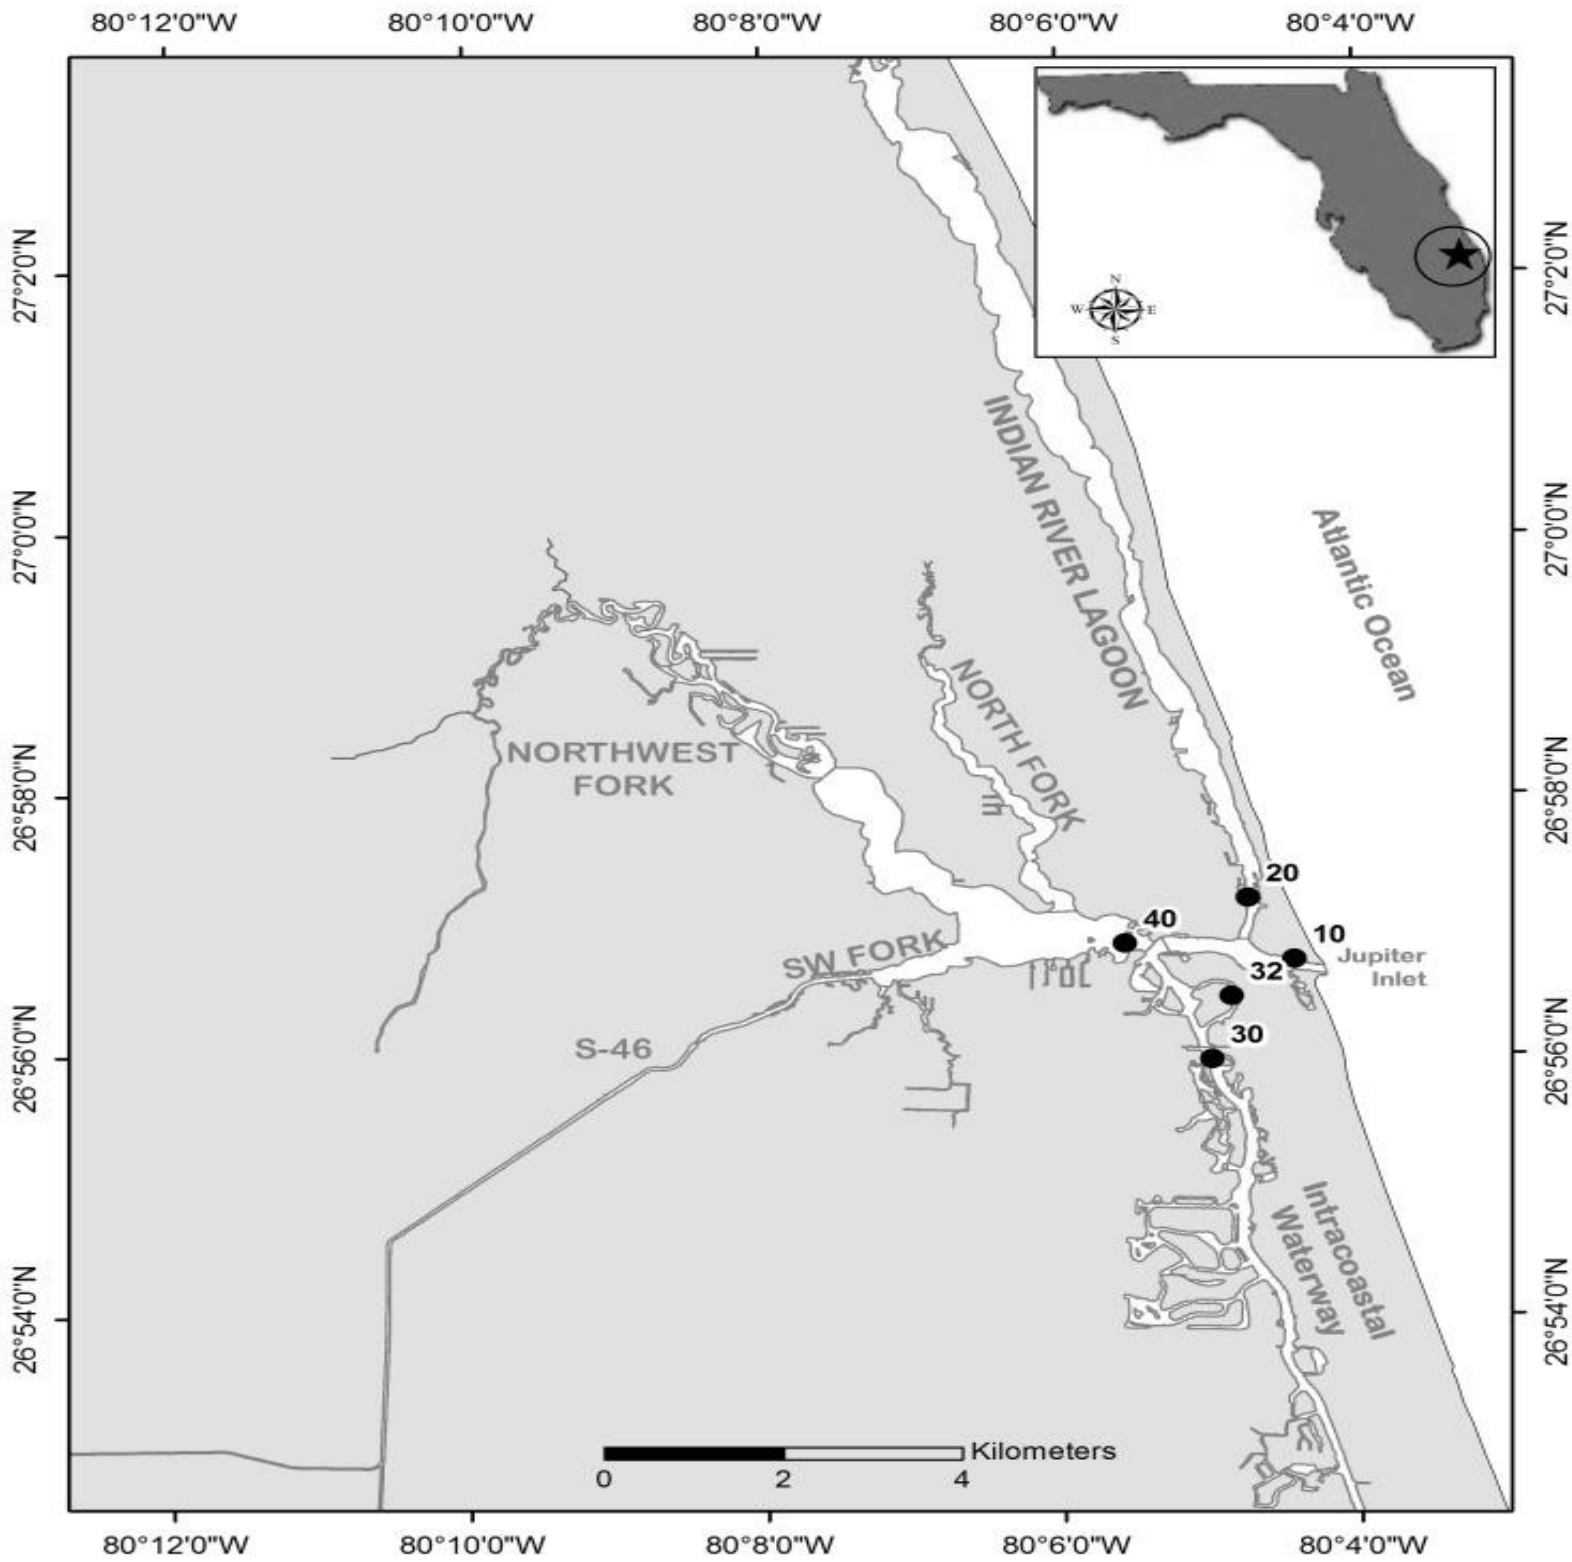 80°12'0"W 80°10'0"W 80°8'0"W 80°6'0"W 80°4'0"W
N
W E
S
27°2'0"N
27°2'0"N
INDIAN RIVER LAGOON
Atlantic Ocean
27°0'0"N
27°0'0"N
NORTH FORK
NORTHWEST
FORK
26°58'0"N
26°58'0"N
20
40
10
Jupiter
Inlet
SW FORK
32
30
S-46
26°56'0"N
26°56'0"N
Intracoastal
Waterway
26°54'0"N
26°54'0"N
Kilometers
0 2 4
80°12'0"W 80°10'0"W 80°8'0"W 80°6'0"W 80°4'0"W